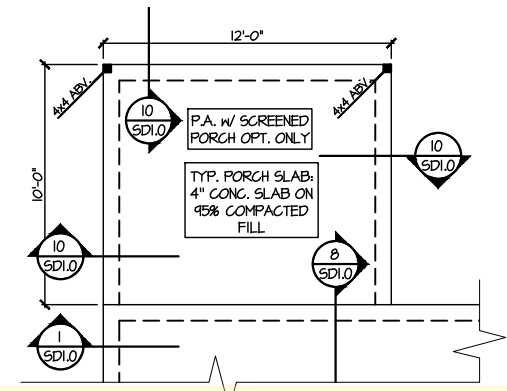 12'-0"
4x4 ABV.
4x4 ABV.
10
SD1.0
P.A. w/ SCREENED
PORCH OPT. ONLY
10
SD1.0
TYP. PORCH SLAB:
4" CONC. SLAB ON
95% COMPACTED
FILL
10'-0"
10
SD1.0
8
SD1.0
1
SD1.0